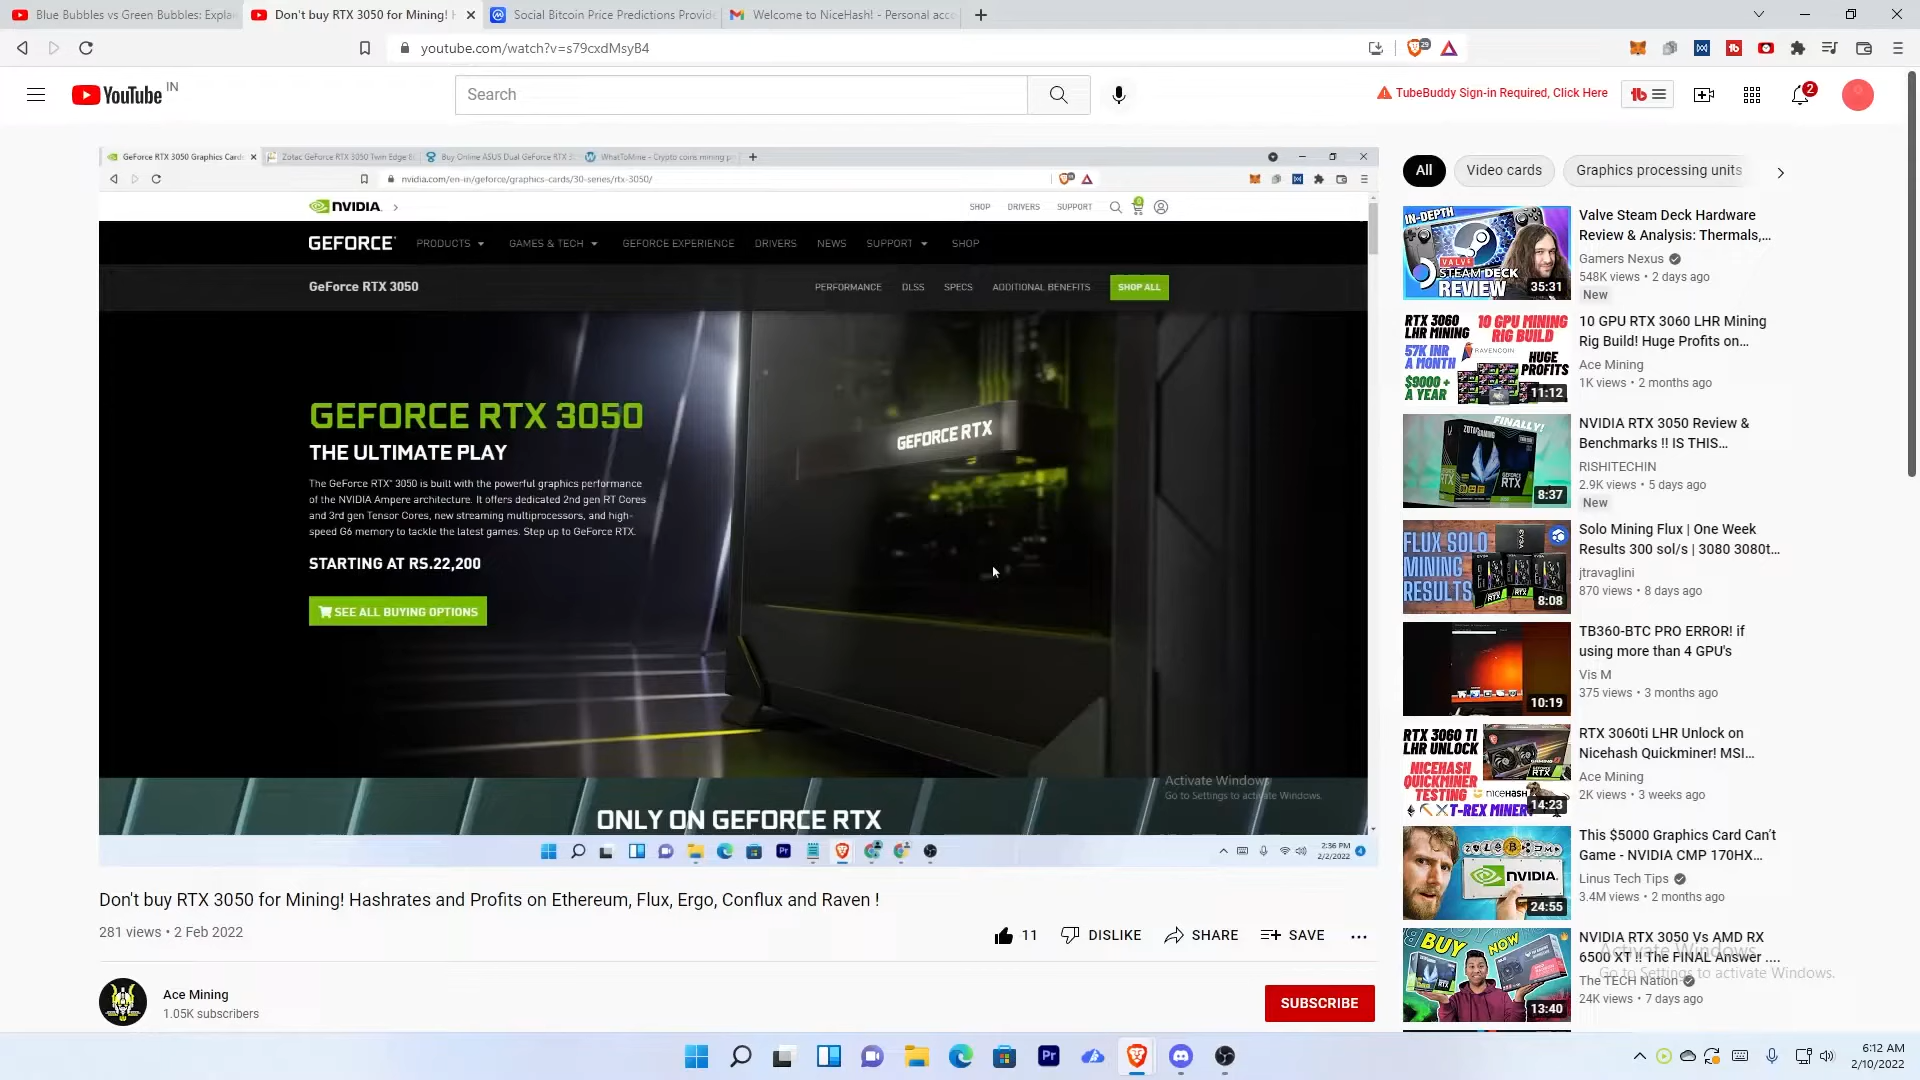 Blue Bubbles vs Green Bubbles: Explai
Don't buy RTX 3050 for Mining! H
Social Bitcoin Price Predictions Provide
Welcome to NiceHash! - Personal acce
youtube.com/watch?v=s79cxdMsyB4
29
YouTube IN
Search
TubeBuddy Sign-in Required, Click Here
2
GeForce RTX 3050 Graphics Card
Zotac GeForce RTX 3050 Twin Edge
Buy Online ASUS Dual GeForce RTX 3
WhatToMine - Crypto coins mining p
nvidia.com/en-in/geforce/graphics-cards/30-series/rtx-3050/
NVIDIA.
SHOP DRIVERS SUPPORT
GEFORCE PRODUCTS GAMES & TECH GEFORCE EXPERIENCE DRIVERS NEWS SUPPORT SHOP
GeForce RTX 3050
PERFORMANCE DLSS SPECS ADDITIONAL BENEFITS SHOP ALL
GEFORCE RTX
GEFORCE RTX 3050
THE ULTIMATE PLAY
The GeForce RTX™ 3050 is built with the powerful graphics performance
of the NVIDIA Ampere architecture. It offers dedicated 2nd gen RT Cores
and 3rd gen Tensor Cores, new streaming multiprocessors, and high-
speed G6 memory to tackle the latest games. Step up to GeForce RTX.
STARTING AT RS.22,200
SEE ALL BUYING OPTIONS
Activate Windows
Go to Settings to activate Windows.
ONLY ON GEFORCE RTX
Pr
2:36 PM
2/2/2022
Don't buy RTX 3050 for Mining! Hashrates and Profits on Ethereum, Flux, Ergo, Conflux and Raven !
281 views • 2 Feb 2022
11 DISLIKE SHARE SAVE
Ace Mining
1.05K subscribers
SUBSCRIBE
All Video cards Graphics processing units
IN-DEPTH
VALVE
STEAM DECK
REVIEW
35:31
Valve Steam Deck Hardware
Review & Analysis: Thermals,...
Gamers Nexus
548K views • 2 days ago
New
RTX 3060
LHR MINING
57K INR
A MONTH
$9000 +
A YEAR
10 GPU MINING
RIG BUILD!
RAVENCOIN
HUGE
PROFITS
11:12
10 GPU RTX 3060 LHR Mining
Rig Build! Huge Profits on...
Ace Mining
1K views • 2 months ago
FINALLY!
ZOTAC GAMING
GEFORCE
RTX
8:37
NVIDIA RTX 3050 Review &
Benchmarks !! IS THIS...
RISHITECHIN
2.9K views • 5 days ago
New
FLUX SOLO
MINING
RESULTS
EVGA
8:08
Solo Mining Flux | One Week
Results 300 sol/s | 3080 3080t...
jtravaglini
870 views • 8 days ago
10:19
TB360-BTC PRO ERROR! if
using more than 4 GPU's
Vis M
375 views • 3 months ago
RTX 3060 TI
LHR UNLOCK
NICEHASH
QUICKMINER
TESTING
nicehash
T-REX MINER
14:23
RTX 3060ti LHR Unlock on
Nicehash Quickminer! MSI...
Ace Mining
2K views • 3 weeks ago
NVIDIA.
24:55
This $5000 Graphics Card Can't
Game - NVIDIA CMP 170HX...
Linus Tech Tips
3.4M views • 2 months ago
BUY NOW
13:40
NVIDIA RTX 3050 Vs AMD RX
6500 XT !! The FINAL Answer ....
The TECH Nation
24K views • 7 days ago
Activate Windows
Go to Settings to activate Windows.
Pr
6:12 AM
2/10/2022